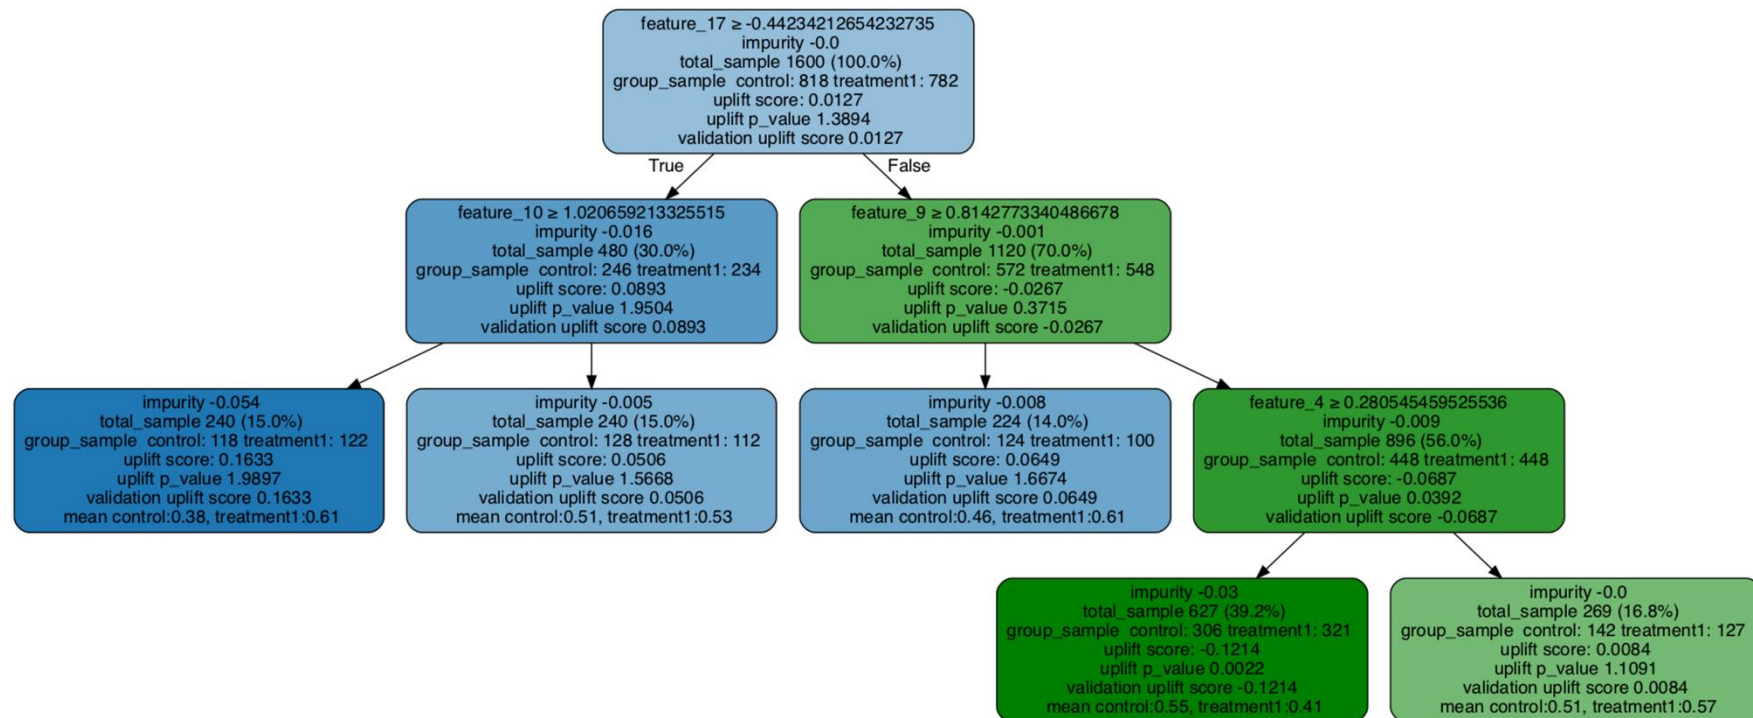 feature_17 ≥ -0.44234212654232735
impurity -0.0
total_sample 1600 (100.0%)
group_sample control: 818 treatment1: 782
uplift score: 0.0127
uplift p_value 1.3894
validation uplift score 0.0127
True
False
feature_10 ≥ 1.020659213325515
impurity -0.016
total_sample 480 (30.0%)
group_sample control: 246 treatment1: 234
uplift score: 0.0893
uplift p_value 1.9504
validation uplift score 0.0893
feature_9 ≥ 0.8142773340486678
impurity -0.001
total_sample 1120 (70.0%)
group_sample control: 572 treatment1: 548
uplift score: -0.0267
uplift p_value 0.3715
validation uplift score -0.0267
impurity -0.054
total_sample 240 (15.0%)
group_sample control: 118 treatment1: 122
uplift score: 0.1633
uplift p_value 1.9897
validation uplift score 0.1633
mean control:0.38, treatment1:0.61
impurity -0.005
total_sample 240 (15.0%)
group_sample control: 128 treatment1: 112
uplift score: 0.0506
uplift p_value 1.5668
validation uplift score 0.0506
mean control:0.51, treatment1:0.53
impurity -0.008
total_sample 224 (14.0%)
group_sample control: 124 treatment1: 100
uplift score: 0.0649
uplift p_value 1.6674
validation uplift score 0.0649
mean control:0.46, treatment1:0.61
feature_4 ≥ 0.280545459525536
impurity -0.009
total_sample 896 (56.0%)
group_sample control: 448 treatment1: 448
uplift score: -0.0687
uplift p_value 0.0392
validation uplift score -0.0687
impurity -0.03
total_sample 627 (39.2%)
group_sample control: 306 treatment1: 321
uplift score: -0.1214
uplift p_value 0.0022
validation uplift score -0.1214
mean control:0.55, treatment1:0.41
impurity -0.0
total_sample 269 (16.8%)
group_sample control: 142 treatment1: 127
uplift score: 0.0084
uplift p_value 1.1091
validation uplift score 0.0084
mean control:0.51, treatment1:0.57